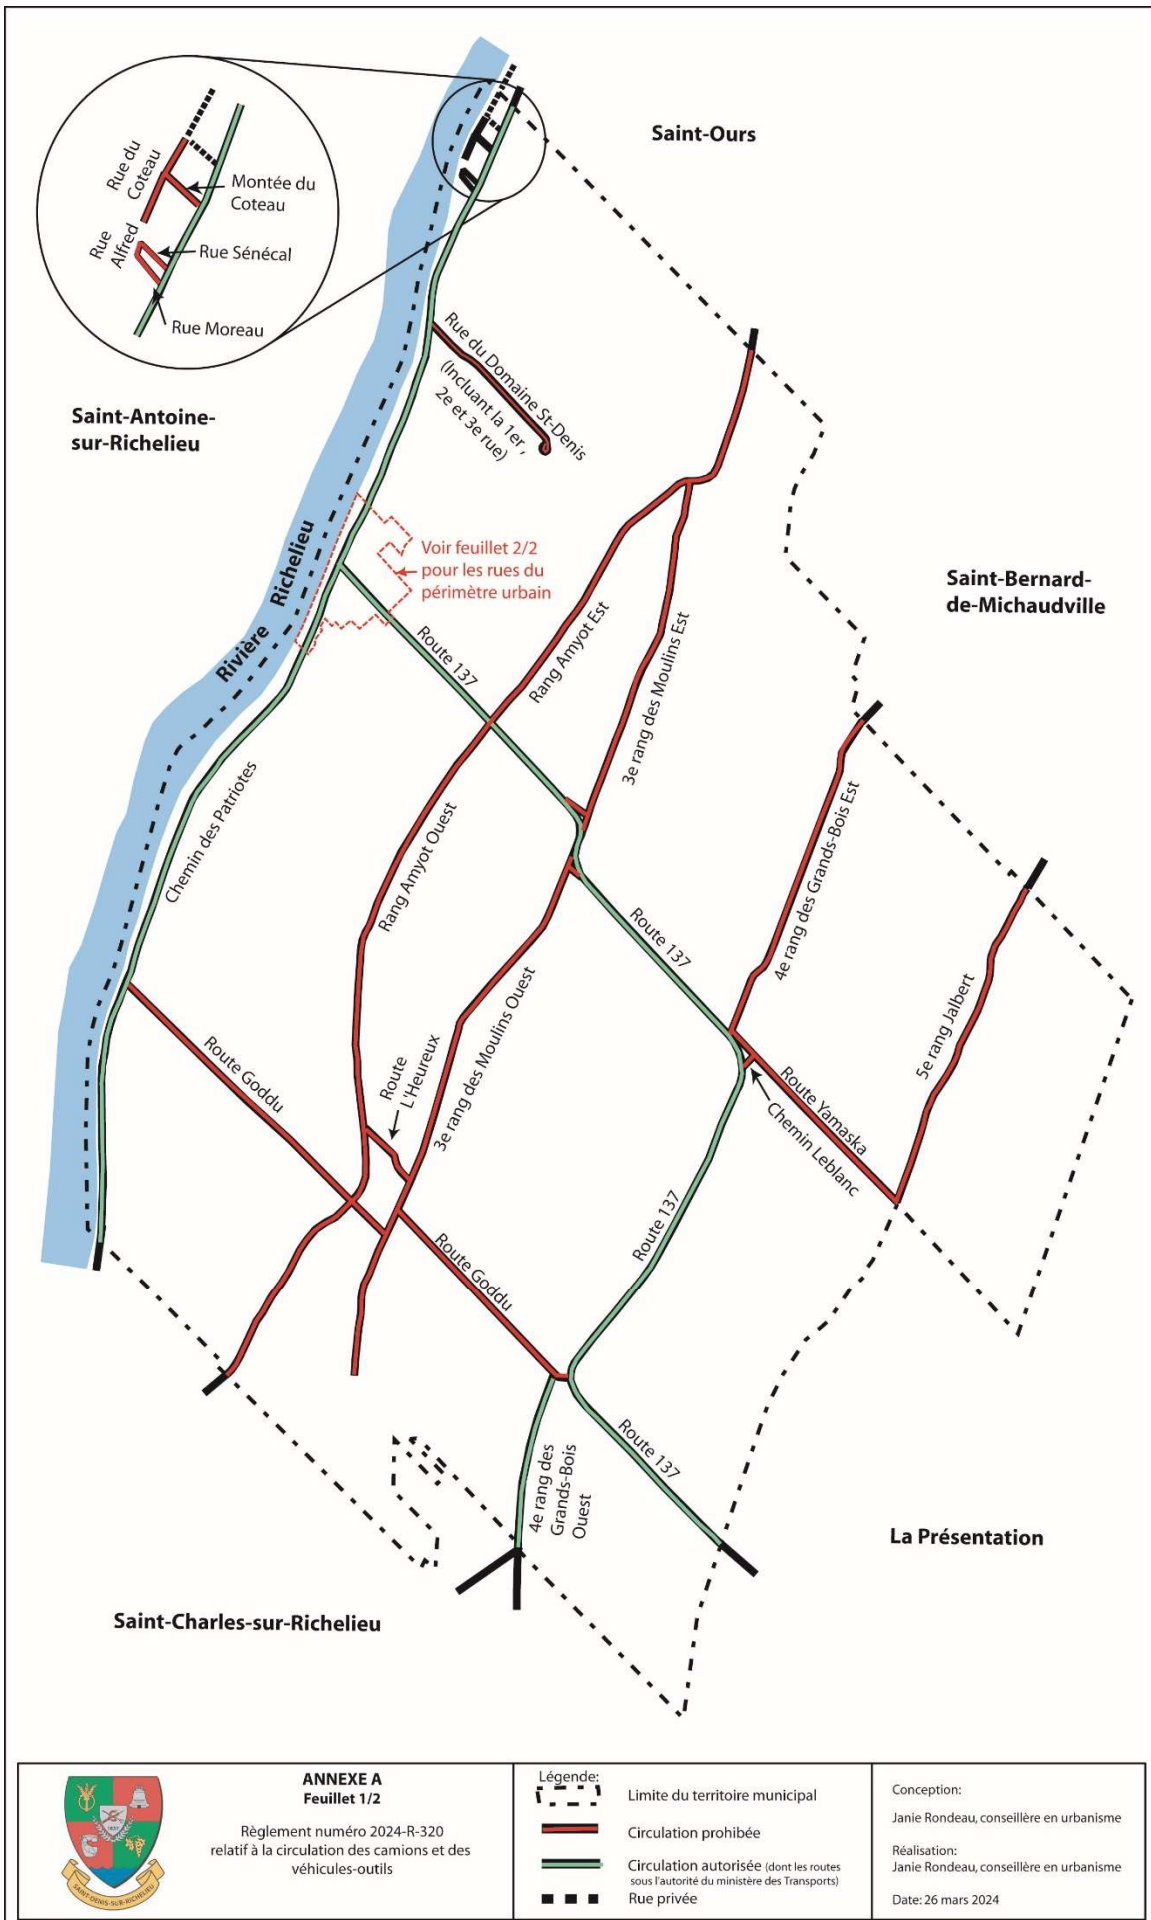 Saint-Ours
Rue du
Coteau
Montée du
Coteau
Rue
Alfred
Rue Sénécal
Rue Moreau
Saint-Antoine-
sur-Richelieu
Rue du Domaine St-Denis
(Incluant la 1er,
2e et 3e rue)
Rivière Richelieu
Voir feuillet 2/2
pour les rues du
périmètre urbain
Saint-Bernard-
de-Michaudville
Route 137
Rang Amyot Est
3e rang des Moulins Est
Chemin des Patriotes
Rang Amyot Ouest
Route 137
4e rang des Grands-Bois Est
5e rang Jalbert
3e rang des Moulins Ouest
Route Goddu
Route
L'Heureux
Route Yamaska
Chemin Leblanc
Route 137
Route Goddu
Route 137
4e rang des
Grands-Bois
Ouest
La Présentation
Saint-Charles-sur-Richelieu
SAINT-DENIS-SUR-RICHELIEU
1837
ANNEXE A
Feuillet 1/2
Règlement numéro 2024-R-320
relatif à la circulation des camions et des
véhicules-outils
Légende:
Limite du territoire municipal
Circulation prohibée
Circulation autorisée (dont les routes
sous l'autorité du ministère des Transports)
Rue privée
Conception:
Janie Rondeau, conseillère en urbanisme
Réalisation:
Janie Rondeau, conseillère en urbanisme
Date: 26 mars 2024